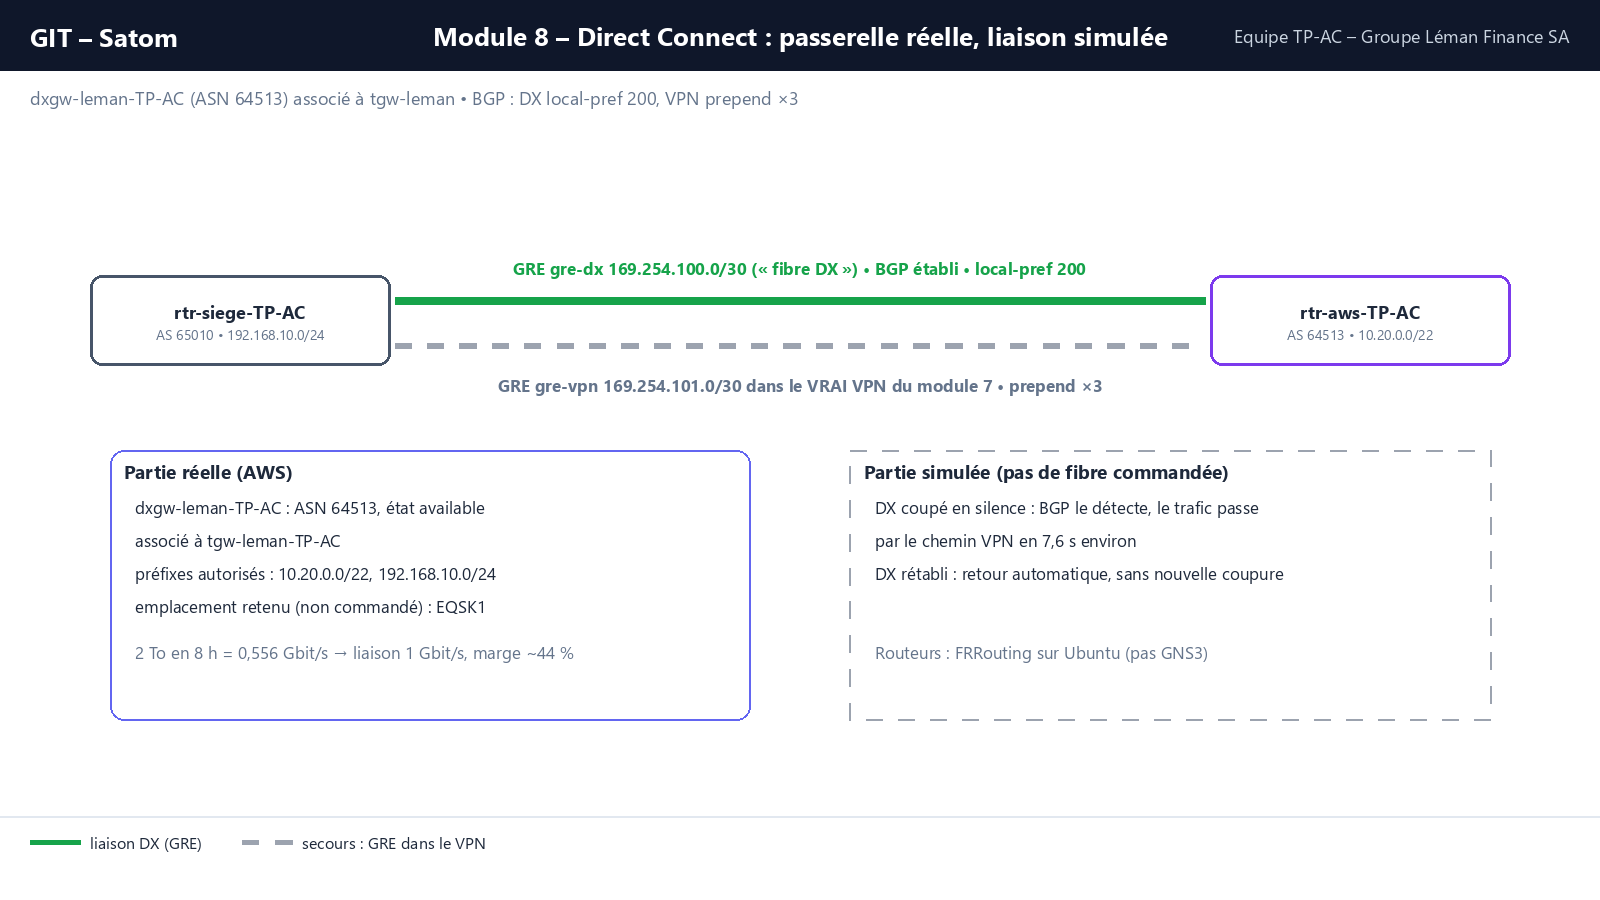 GIT – Satom
Module 8 – Direct Connect : passerelle réelle, liaison simulée
Equipe TP-AC – Groupe Léman Finance SA
dxgw-leman-TP-AC (ASN 64513) associé à tgw-leman • BGP : DX local-pref 200, VPN prepend ×3
GRE gre-dx 169.254.100.0/30 (« fibre DX ») • BGP établi • local-pref 200
rtr-siege-TP-AC
AS 65010 • 192.168.10.0/24
rtr-aws-TP-AC
AS 64513 • 10.20.0.0/22
GRE gre-vpn 169.254.101.0/30 dans le VRAI VPN du module 7 • prepend ×3
Partie réelle (AWS)
dxgw-leman-TP-AC : ASN 64513, état available
associé à tgw-leman-TP-AC
préfixes autorisés : 10.20.0.0/22, 192.168.10.0/24
emplacement retenu (non commandé) : EQSK1
2 To en 8 h = 0,556 Gbit/s → liaison 1 Gbit/s, marge ~44 %
Partie simulée (pas de fibre commandée)
DX coupé en silence : BGP le détecte, le trafic passe
par le chemin VPN en 7,6 s environ
DX rétabli : retour automatique, sans nouvelle coupure
Routeurs : FRRouting sur Ubuntu (pas GNS3)
liaison DX (GRE)
secours : GRE dans le VPN